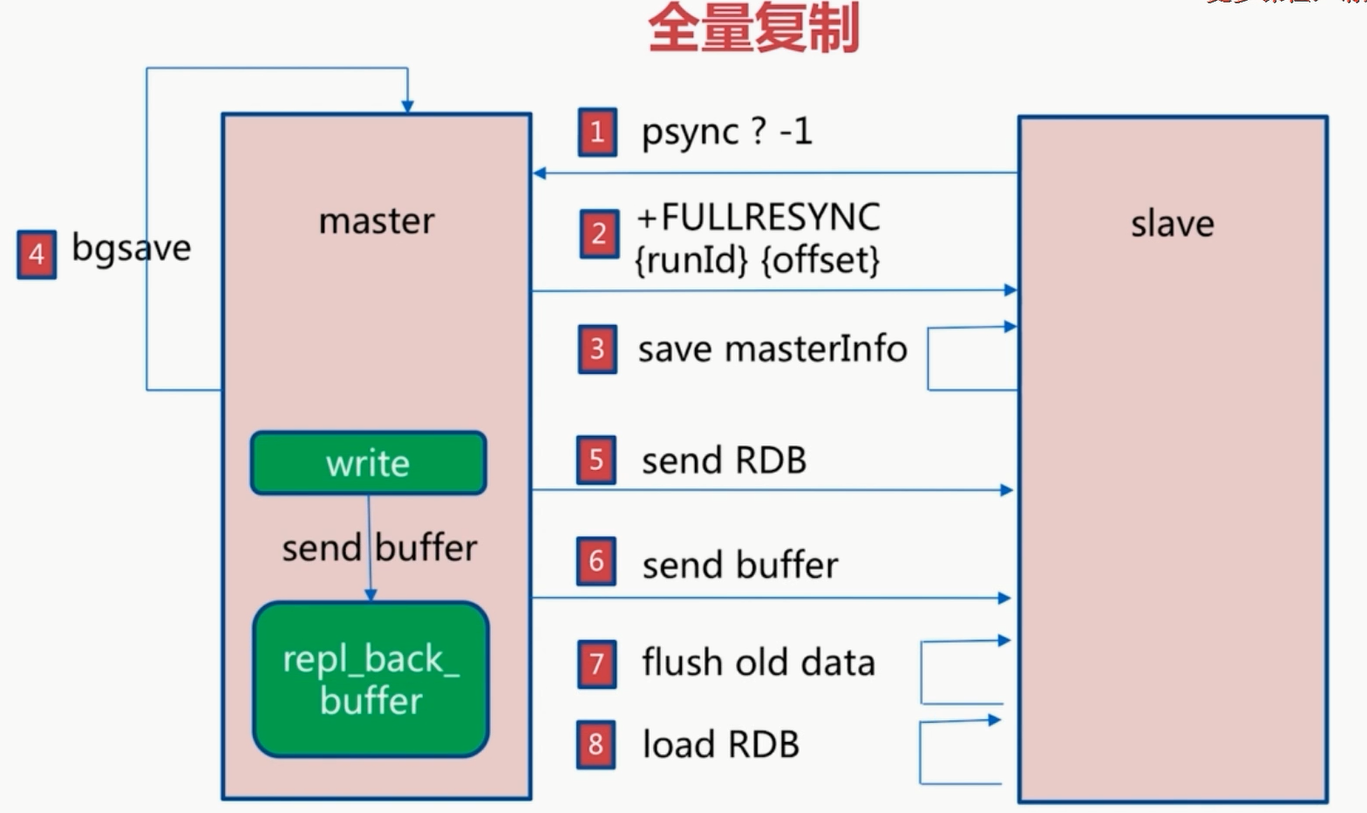 全量复制
1 psync ? -1
master
2 +FULLRESYNC
{runId} {offset}
slave
4 bgsave
3 save masterInfo
write
5 send RDB
send buffer
6 send buffer
repl_back_
buffer
7 flush old data
8 load RDB